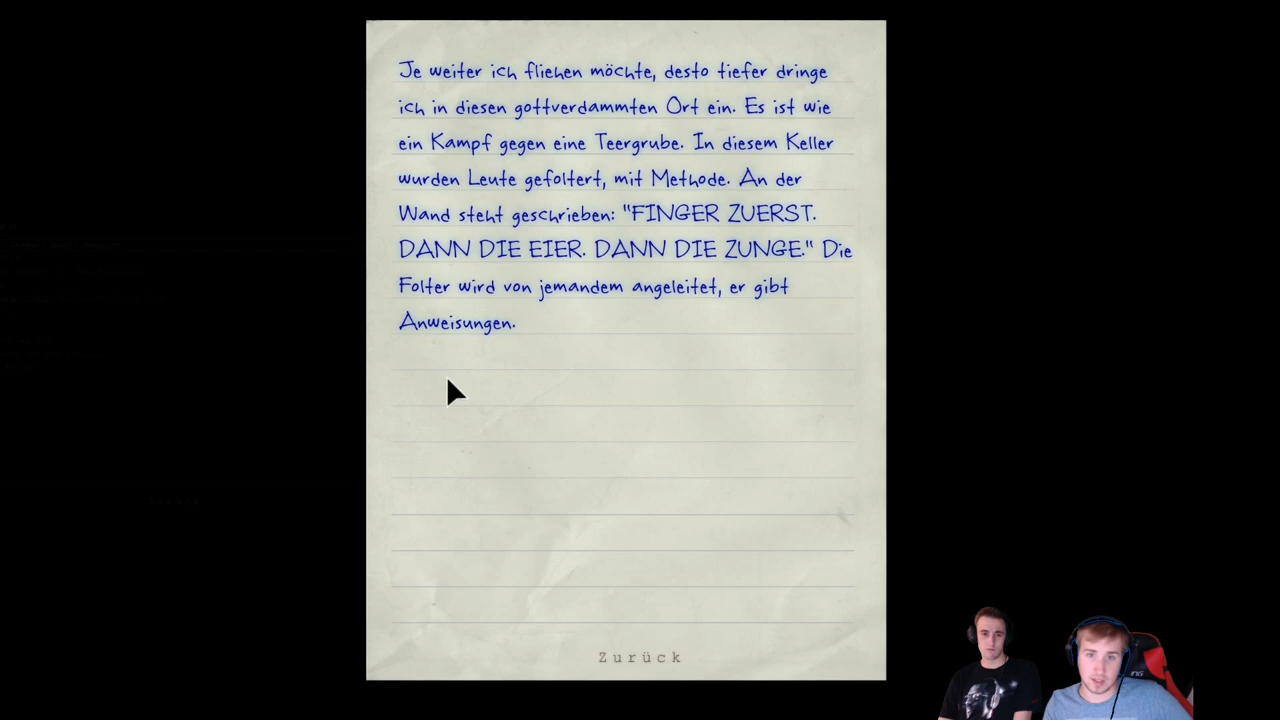 Je weiter ich fliehen möchte, desto tiefer dringe
ich in diesen gottverdammten Ort ein. Es ist wie
ein Kampf gegen eine Teergrube. In diesem Keller
wurden Leute gefoltert, mit Methode. An der
Wand steht geschrieben: "FINGER ZUERST.
DANN DIE EIER. DANN DIE ZUNGE." Die
Folter wird von jemandem angeleitet, er gibt
Anweisungen.
Zurück